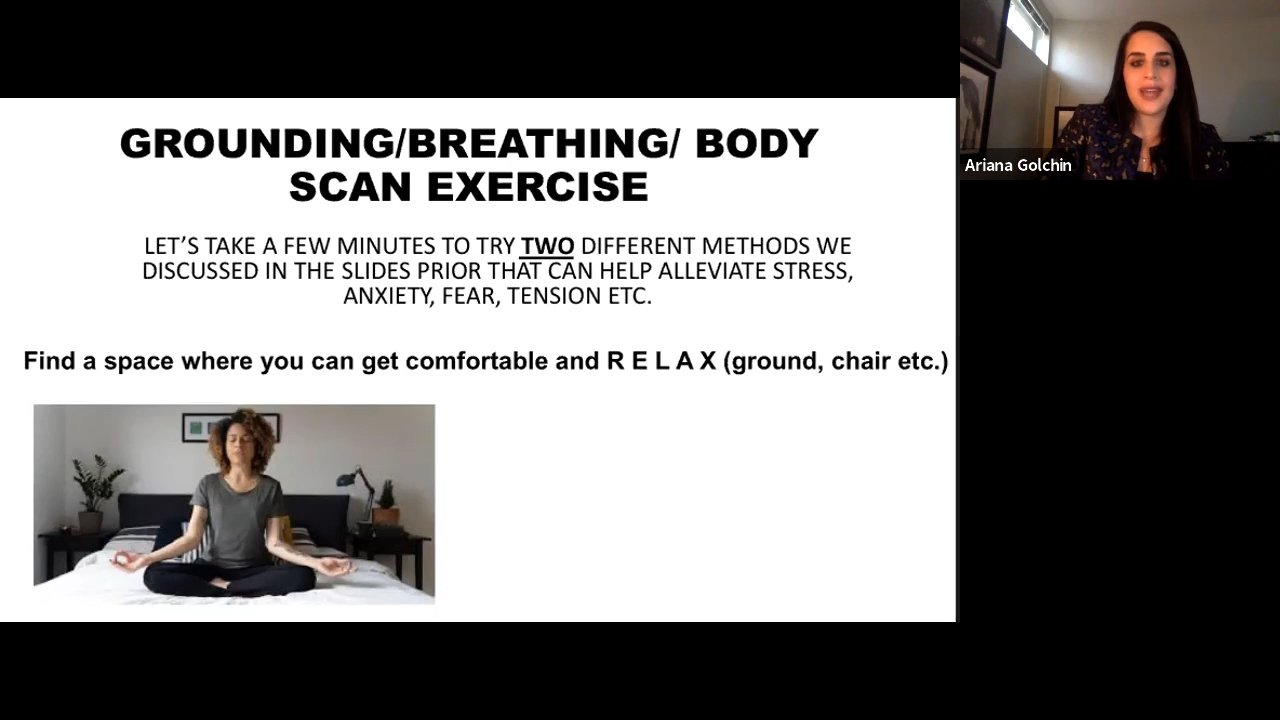 GROUNDING/BREATHING/ BODY
SCAN EXERCISE
LET’S TAKE A FEW MINUTES TO TRY TWO DIFFERENT METHODS WE
DISCUSSED IN THE SLIDES PRIOR THAT CAN HELP ALLEVIATE STRESS,
ANXIETY, FEAR, TENSION ETC.
Find a space where you can get comfortable and R E L A X (ground, chair etc.)
Ariana Golchin